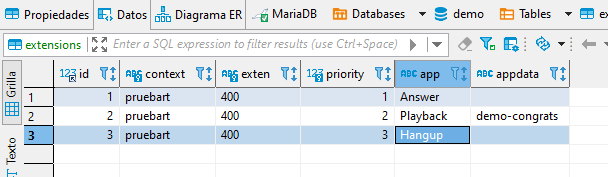 Propiedades Datos Diagrama ER MariaDB Databases demo Tables ex
extensions Enter a SQL expression to filter results (use Ctrl+Space)
Grilla 123 id ABC context ABC exten 123 priority ABC app ABC appdata
1 1 pruebart 400 1 Answer
2 2 pruebart 400 2 Playback demo-congrats
3 3 pruebart 400 3 Hangup
Texto